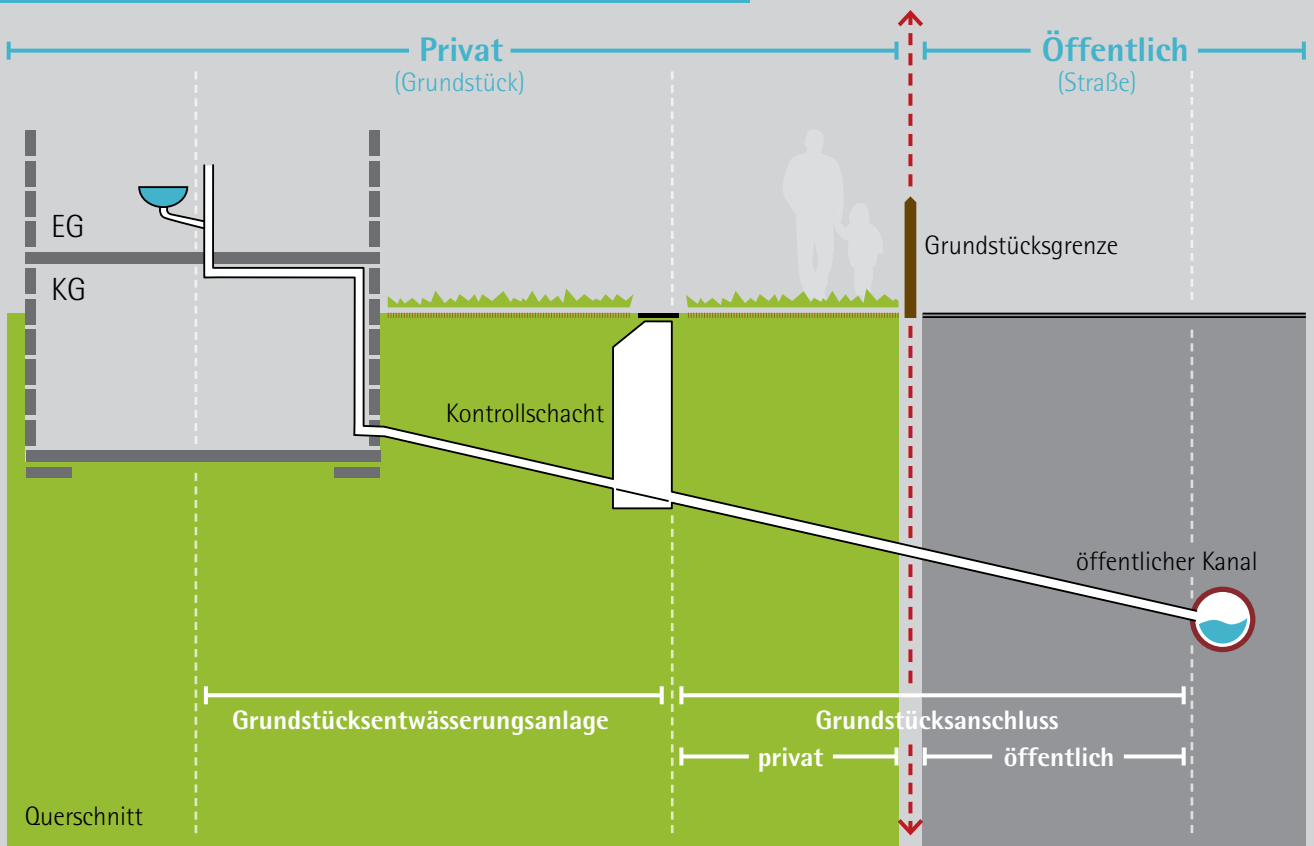 Privat
(Grundstück)
Öffentlich
(Straße)
EG
KG
Grundstücksgrenze
Kontrollschacht
öffentlicher Kanal
Grundstücksentwässerungsanlage
Grundstücksanschluss
privat
öffentlich
Querschnitt